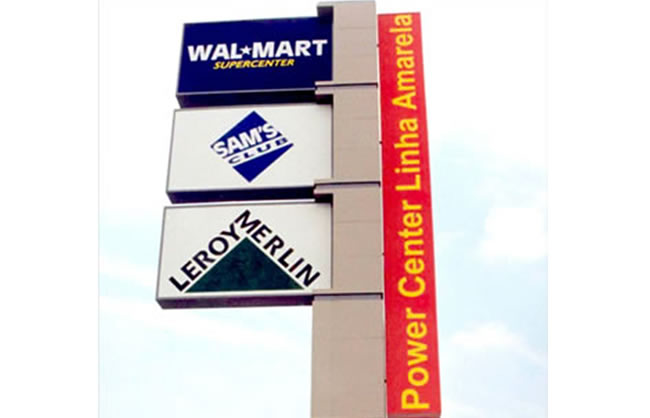 WAL★MART
SUPERCENTER
SAM'S
CLUB
LEROY MERLIN
Power Center Linha Amarela